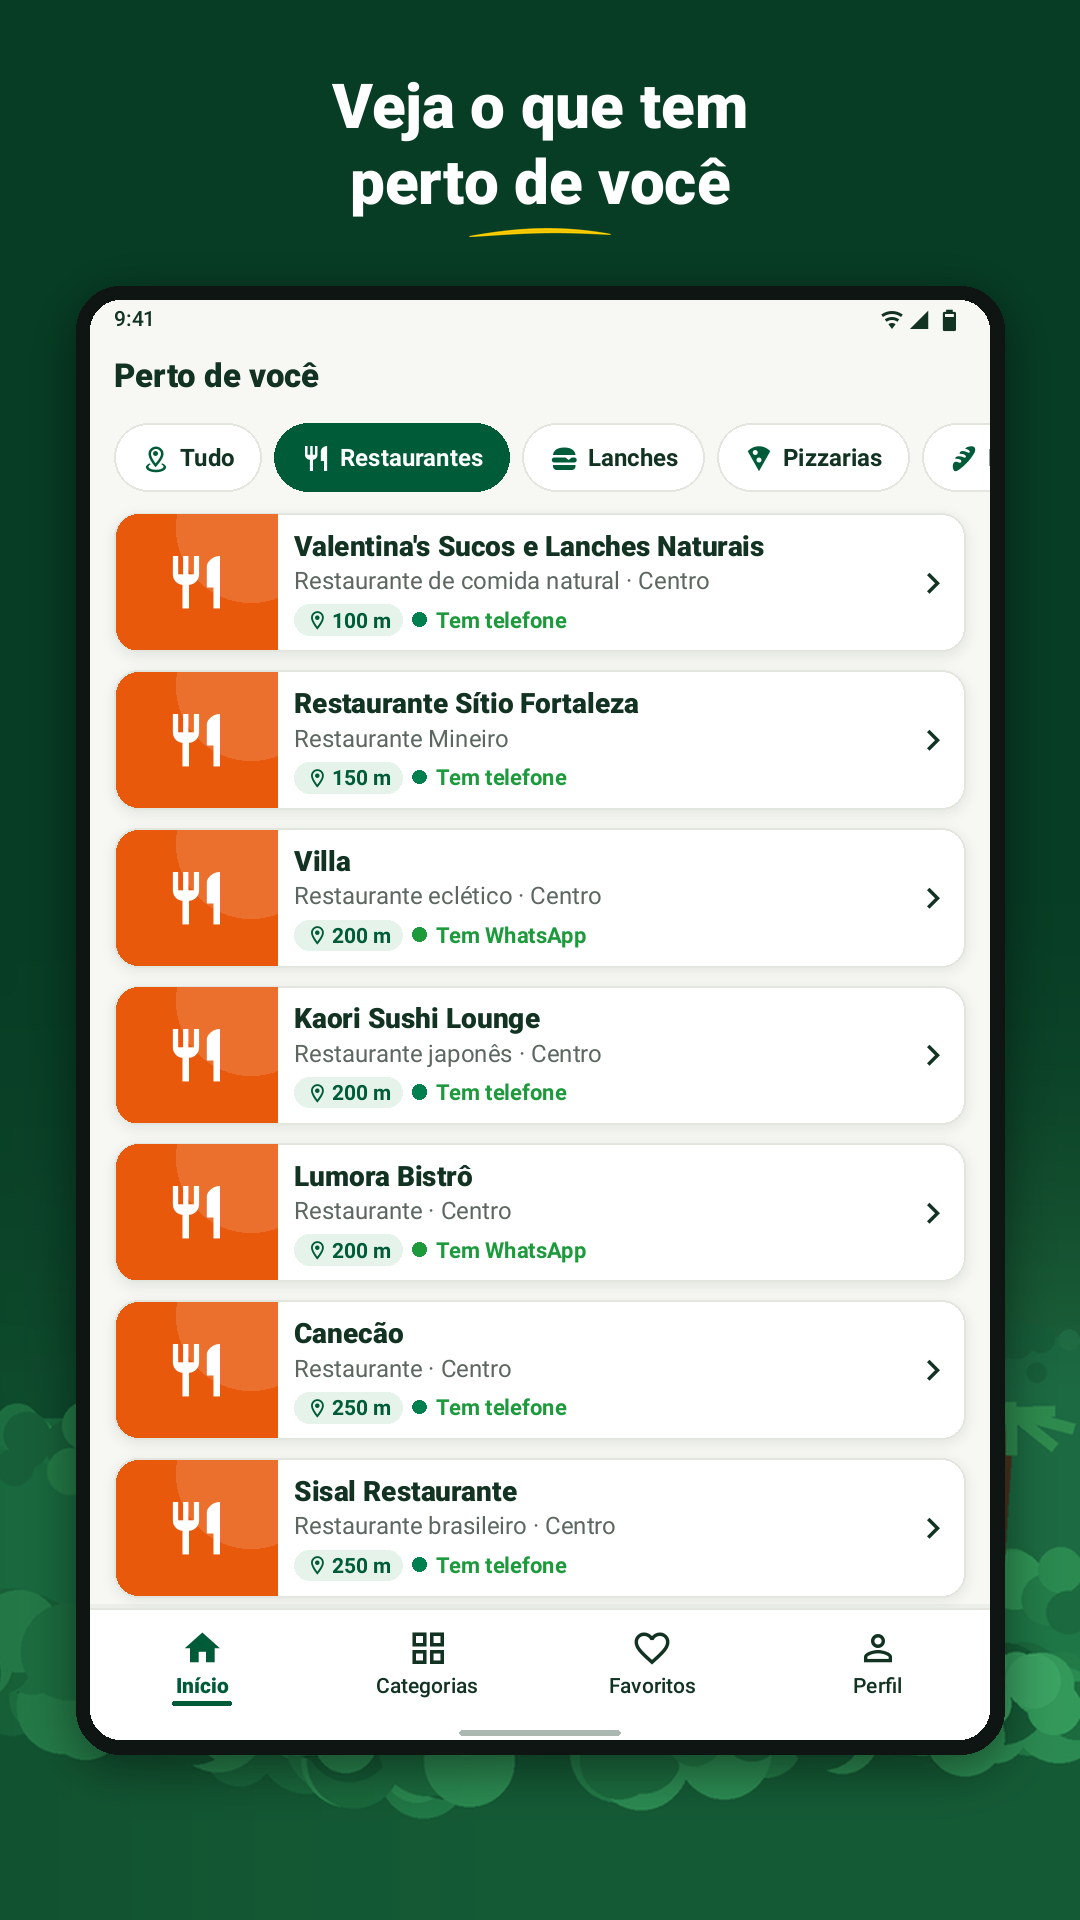 Veja o que tem
perto de você
9:41
Perto de você
Tudo
Restaurantes
Lanches
Pizzarias
Valentina's Sucos e Lanches Naturais
Restaurante de comida natural · Centro
100 m
Tem telefone
Restaurante Sítio Fortaleza
Restaurante Mineiro
150 m
Tem telefone
Villa
Restaurante eclético · Centro
200 m
Tem WhatsApp
Kaori Sushi Lounge
Restaurante japonês · Centro
200 m
Tem telefone
Lumora Bistrô
Restaurante · Centro
200 m
Tem WhatsApp
Canecão
Restaurante · Centro
250 m
Tem telefone
Sisal Restaurante
Restaurante brasileiro · Centro
250 m
Tem telefone
Início
Categorias
Favoritos
Perfil